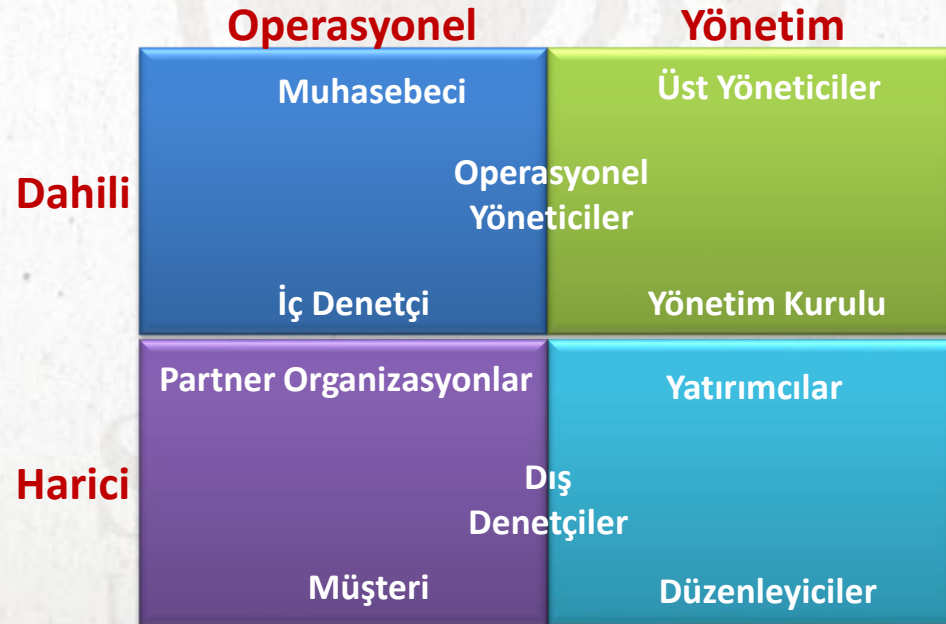 Operasyonel
Yönetim
Muhasebeci
Üst Yöneticiler
Dahili
Operasyonel
Yöneticiler
İç Denetçi
Yönetim Kurulu
Partner Organizasyonlar
Yatırımcılar
Harici
Dış
Denetçiler
Müşteri
Düzenleyiciler